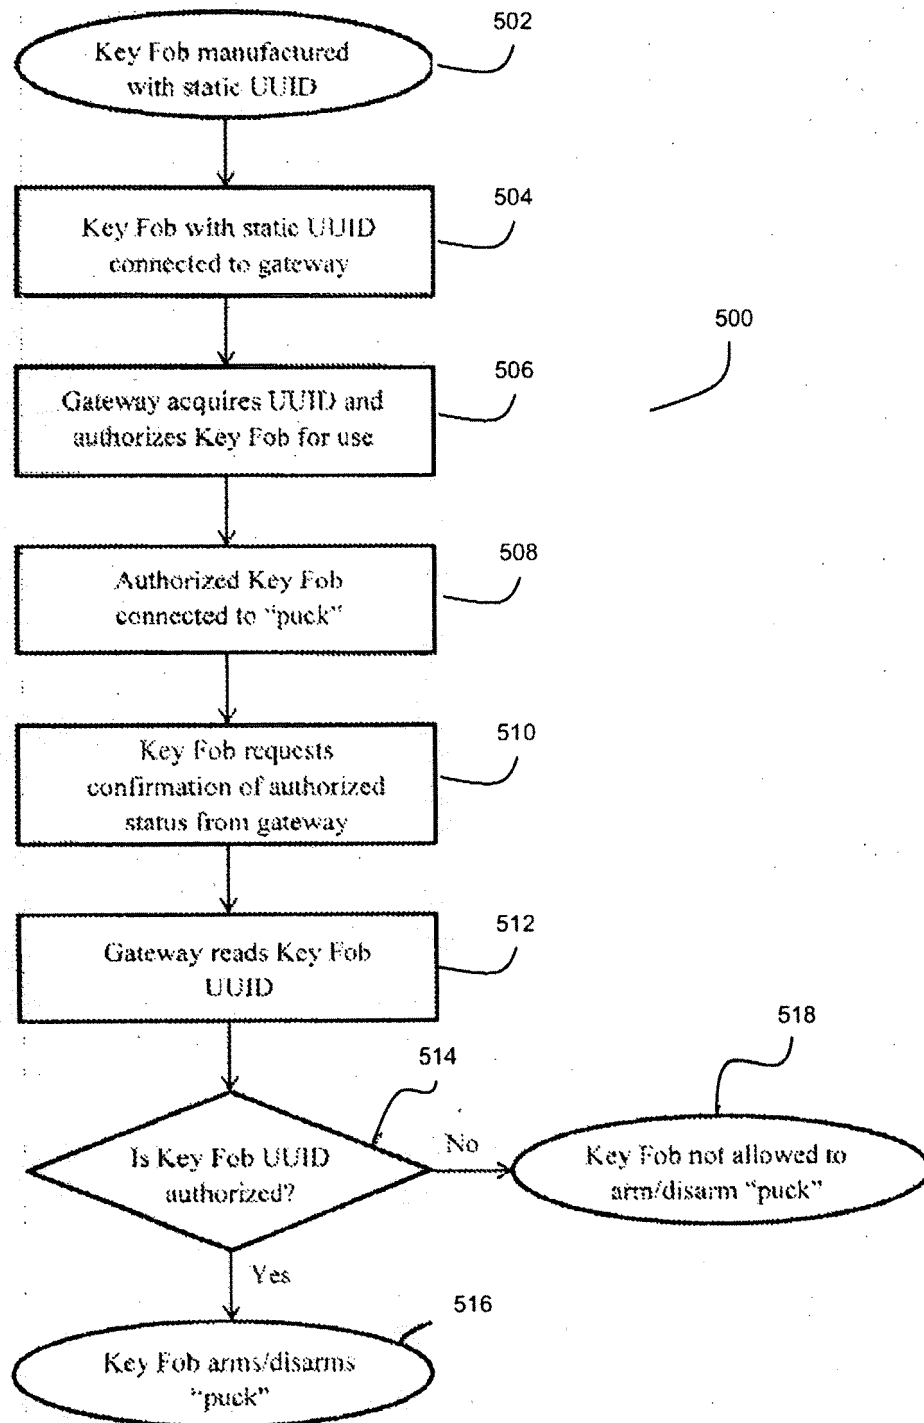 502
Key Fob manufactured
with static UUID
504
Key Fob with static UUID
connected to gateway
500
506
Gateway acquires UUID and
authorizes Key Fob for use
508
Authorized Key Fob
connected to “puck”
510
Key Fob requests
confirmation of authorized
status from gateway
512
Gateway reads Key Fob
UUID
514
Is Key Fob UUID
authorized?
No
518
Key Fob not allowed to
arm/disarm “puck”
Yes
516
Key Fob arms/disarms
“puck”